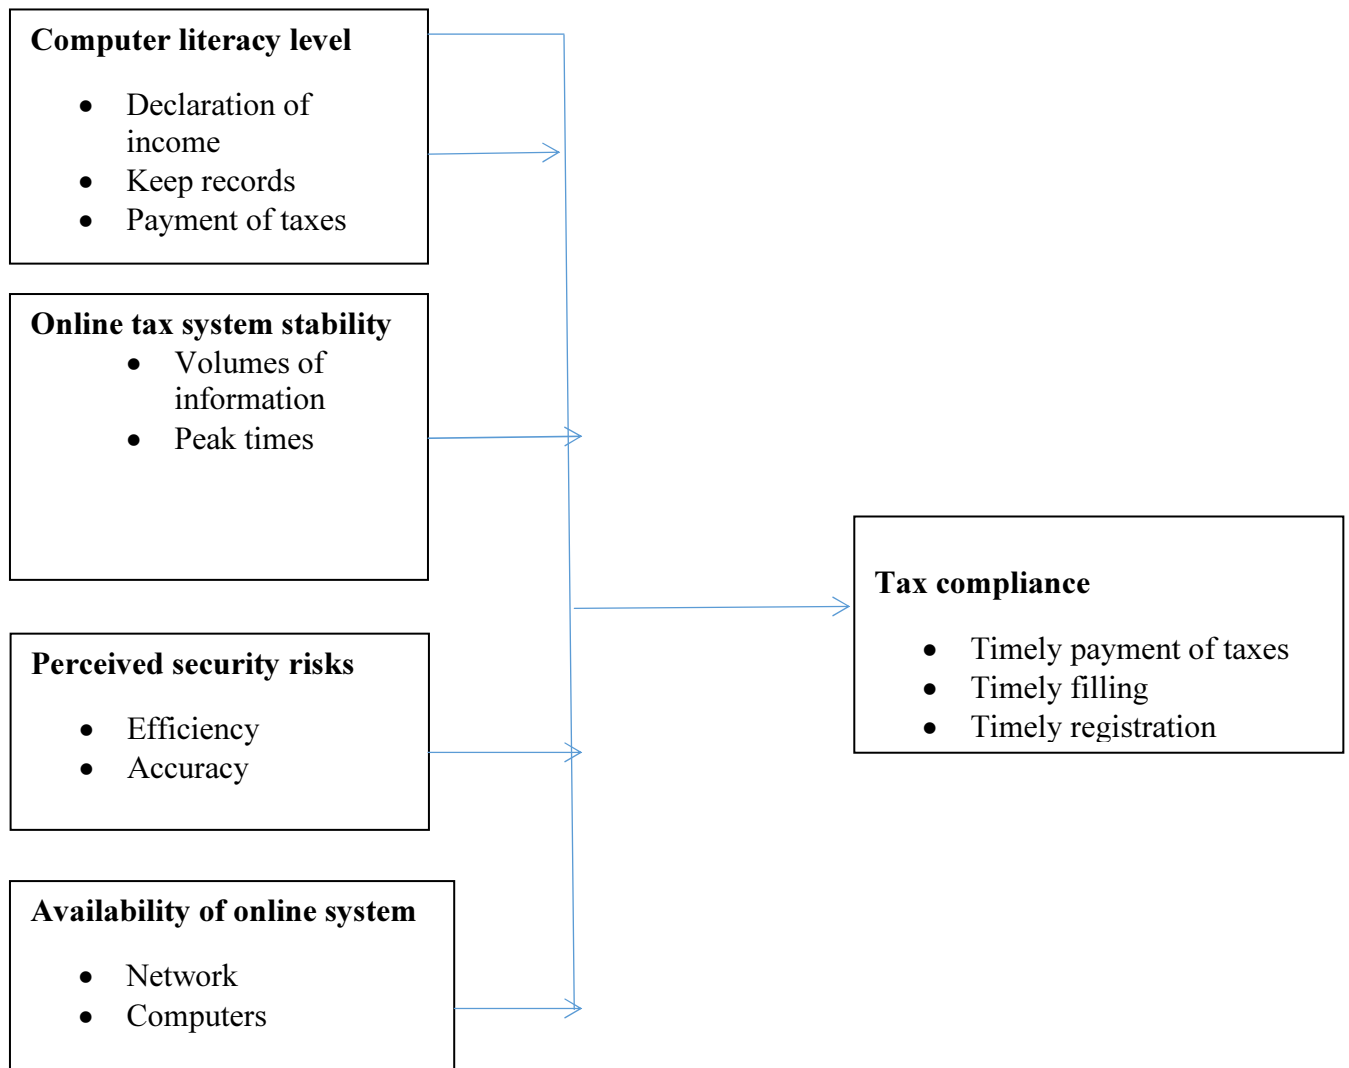 Computer literacy level
• Declaration of
income
• Keep records
• Payment of taxes
Online tax system stability
• Volumes of
information
• Peak times
Perceived security risks
• Efficiency
• Accuracy
Availability of online system
• Network
• Computers
Tax compliance
• Timely payment of taxes
• Timely filling
• Timely registration